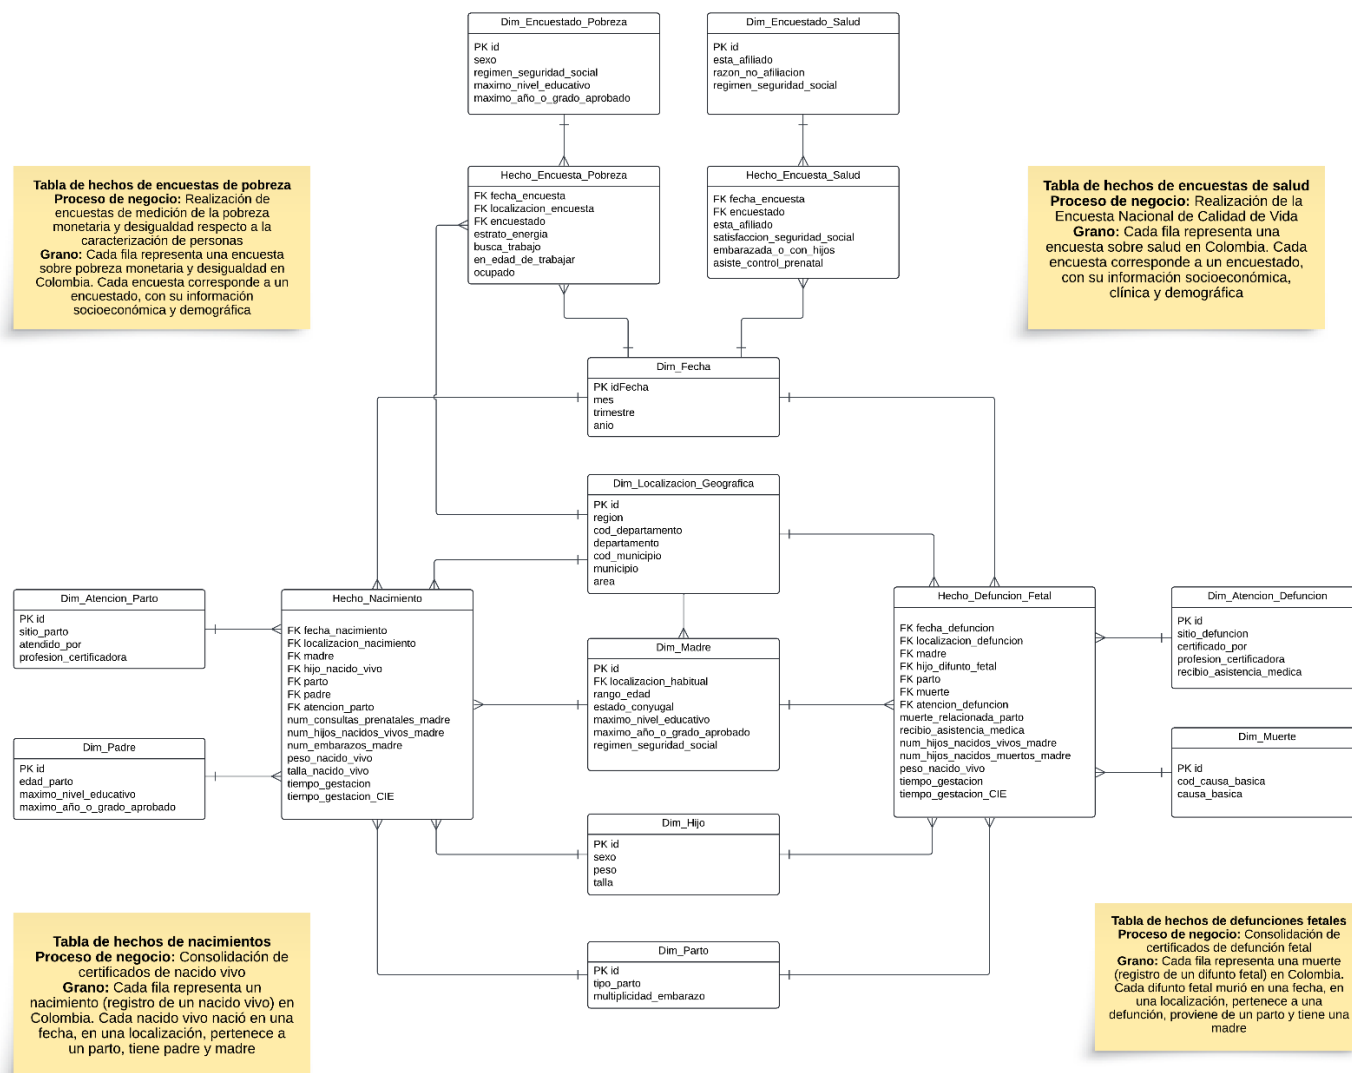 Dim_Encuestado_Pobreza
PK id
sexo
regimen_seguridad_social
maximo_nivel_educativo
maximo_año_o_grado_aprobado
Dim_Encuestado_Salud
PK id
esta_afiliado
razon_no_afiliacion
regimen_seguridad_social
Tabla de hechos de encuestas de pobreza
Proceso de negocio: Realización de
encuestas de medición de la pobreza
monetaria y desigualdad respecto a la
caracterización de personas
Grano: Cada fila representa una encuesta
sobre pobreza monetaria y desigualdad en
Colombia. Cada encuesta corresponde a un
encuestado, con su información
socioeconómica y demográfica
Hecho_Encuesta_Pobreza
FK fecha_encuesta
FK localizacion_encuesta
FK encuestado
estrato_energia
busca_trabajo
en_edad_de_trabajar
ocupado
Hecho_Encuesta_Salud
FK fecha_encuesta
FK encuestado
esta_afiliado
satisfaccion_seguridad_social
embarazada_o_con_hijos
asiste_control_prenatal
Tabla de hechos de encuestas de salud
Proceso de negocio: Realización de la
Encuesta Nacional de Calidad de Vida
Grano: Cada fila representa una
encuesta sobre salud en Colombia. Cada
encuesta corresponde a un encuestado,
con su información socioeconómica,
clínica y demográfica
Dim_Fecha
PK idFecha
mes
trimestre
anio
Dim_Localizacion_Geografica
PK id
region
cod_departamento
departamento
cod_municipio
municipio
area
Dim_Atencion_Parto
PK id
sitio_parto
atendido_por
profesion_certificadora
Hecho_Nacimiento
FK fecha_nacimiento
FK localizacion_nacimiento
FK madre
FK hijo_nacido_vivo
FK parto
FK padre
FK atencion_parto
num_consultas_prenatales_madre
num_hijos_nacidos_vivos_madre
num_embarazos_madre
peso_nacido_vivo
talla_nacido_vivo
tiempo_gestacion
tiempo_gestacion_CIE
Dim_Madre
PK id
FK localizacion_habitual
rango_edad
estado_conyugal
maximo_nivel_educativo
maximo_año_o_grado_aprobado
regimen_seguridad_social
Hecho_Defuncion_Fetal
FK fecha_defuncion
FK localizacion_defuncion
FK madre
FK hijo_difunto_fetal
FK parto
FK muerte
FK atencion_defuncion
muerte_relacionada_parto
recibio_asistencia_medica
num_hijos_nacidos_vivos_madre
num_hijos_nacidos_muertos_madre
peso_nacido_vivo
tiempo_gestacion
tiempo_gestacion_CIE
Dim_Atencion_Defuncion
PK id
sitio_defuncion
certificado_por
profesion_certificadora
recibio_asistencia_medica
Dim_Padre
PK id
edad_parto
maximo_nivel_educativo
maximo_año_o_grado_aprobado
Dim_Muerte
PK id
cod_causa_basica
causa_basica
Dim_Hijo
PK id
sexo
peso
talla
Dim_Parto
PK id
tipo_parto
multiplicidad_embarazo
Tabla de hechos de nacimientos
Proceso de negocio: Consolidación de
certificados de nacido vivo
Grano: Cada fila representa un
nacimiento (registro de un nacido vivo) en
Colombia. Cada nacido vivo nació en una
fecha, en una localización, pertenece a
un parto, tiene padre y madre
Tabla de hechos de defunciones fetales
Proceso de negocio: Consolidación de
certificados de defunción fetal
Grano: Cada fila representa una muerte
(registro de un difunto fetal) en Colombia.
Cada difunto fetal murió en una fecha, en
una localización, pertenece a una
defunción, proviene de un parto y tiene una
madre